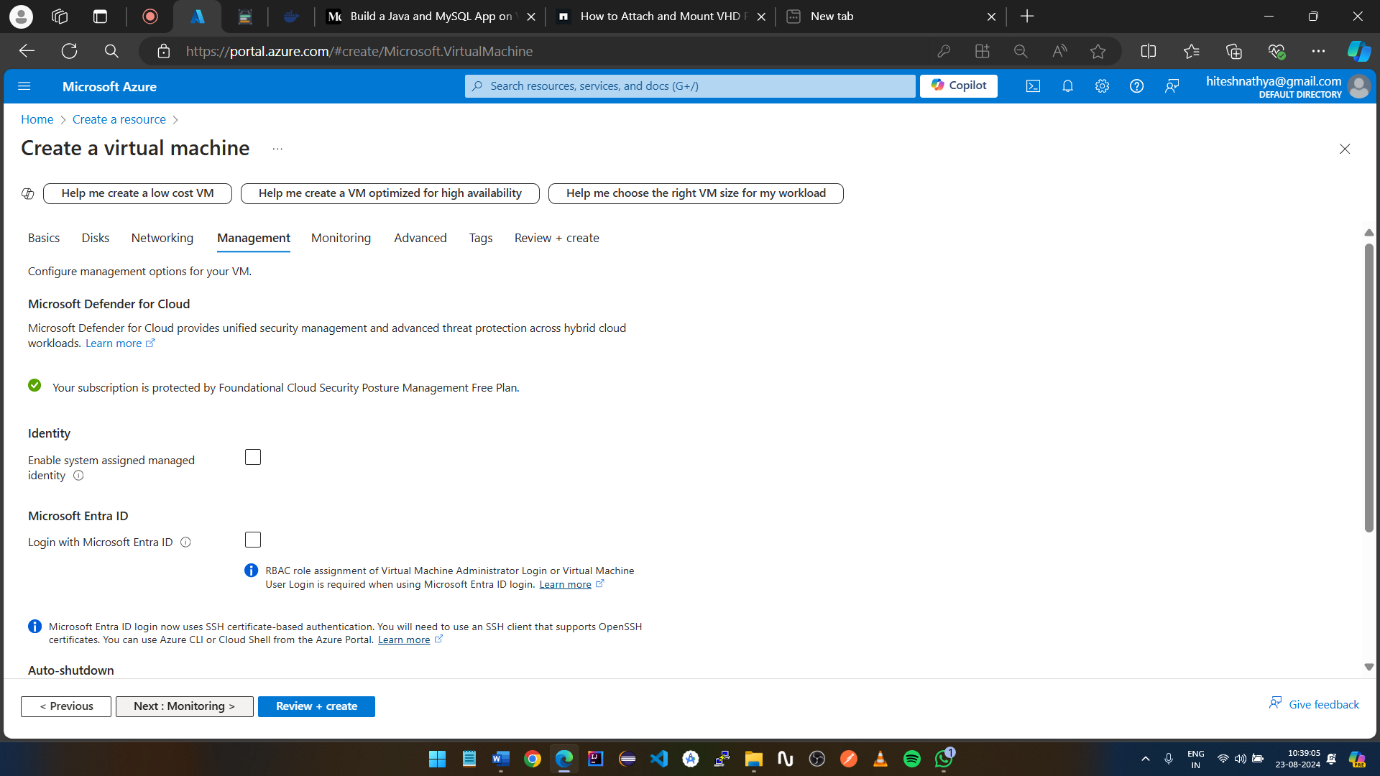 Build a Java and MySQL App on
How to Attach and Mount VHD F
New tab
https://portal.azure.com/#create/Microsoft.VirtualMachine
Microsoft Azure
Search resources, services, and docs (G+/)
Copilot
hiteshnathya@gmail.com
DEFAULT DIRECTORY
Home > Create a resource >
Create a virtual machine
...
Help me create a low cost VM
Help me create a VM optimized for high availability
Help me choose the right VM size for my workload
Basics Disks Networking Management Monitoring Advanced Tags Review + create
Configure management options for your VM.
Microsoft Defender for Cloud
Microsoft Defender for Cloud provides unified security management and advanced threat protection across hybrid cloud
workloads. Learn more
Your subscription is protected by Foundational Cloud Security Posture Management Free Plan.
Identity
Enable system assigned managed
identity
Microsoft Entra ID
Login with Microsoft Entra ID
RBAC role assignment of Virtual Machine Administrator Login or Virtual Machine
User Login is required when using Microsoft Entra ID login. Learn more
Microsoft Entra ID login now uses SSH certificate-based authentication. You will need to use an SSH client that supports OpenSSH
certificates. You can use Azure CLI or Cloud Shell from the Azure Portal. Learn more
Auto-shutdown
< Previous
Next : Monitoring >
Review + create
Give feedback
1
ENG
IN
10:39:05
23-08-2024